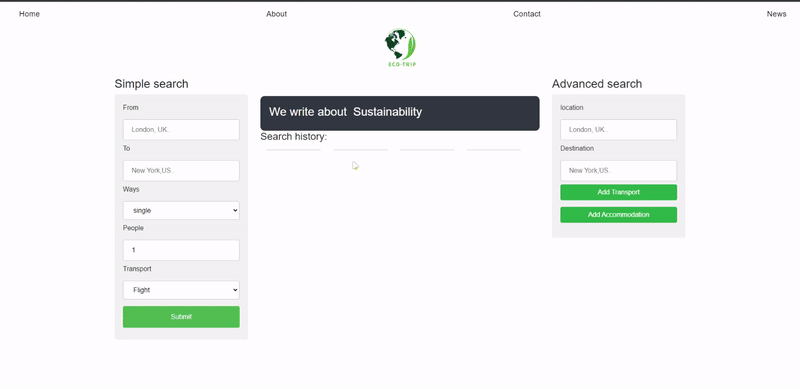 Home
About
Contact
News
ECO-TRIP
Simple search
From
London, UK..
To
New York,US..
Ways
single
People
1
Transport
Flight
Submit
We write about Sustainability
Search history:
Advanced search
location
London, UK.
Destination
New York,US..
Add Transport
Add Accommodation